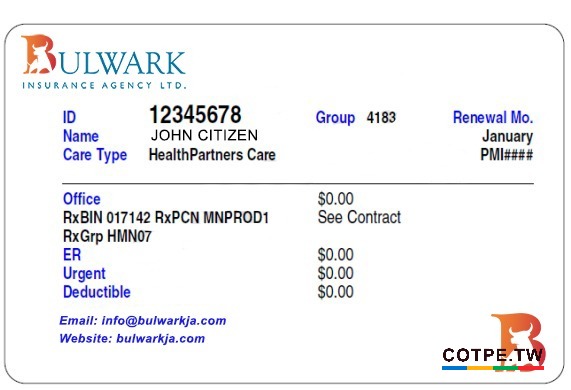 BULWARK
INSURANCE AGENCY LTD.
ID 12345678 Group 4183 Renewal Mo.
Name JOHN CITIZEN January
Care Type HealthPartners Care PMI####
Office $0.00
RxBIN 017142 RxPCN MNPROD1 See Contract
RxGrp HMN07
ER $0.00
Urgent $0.00
Deductible $0.00
Email: info@bulwarkja.com
Website: bulwarkja.com
B
COTPE.TW